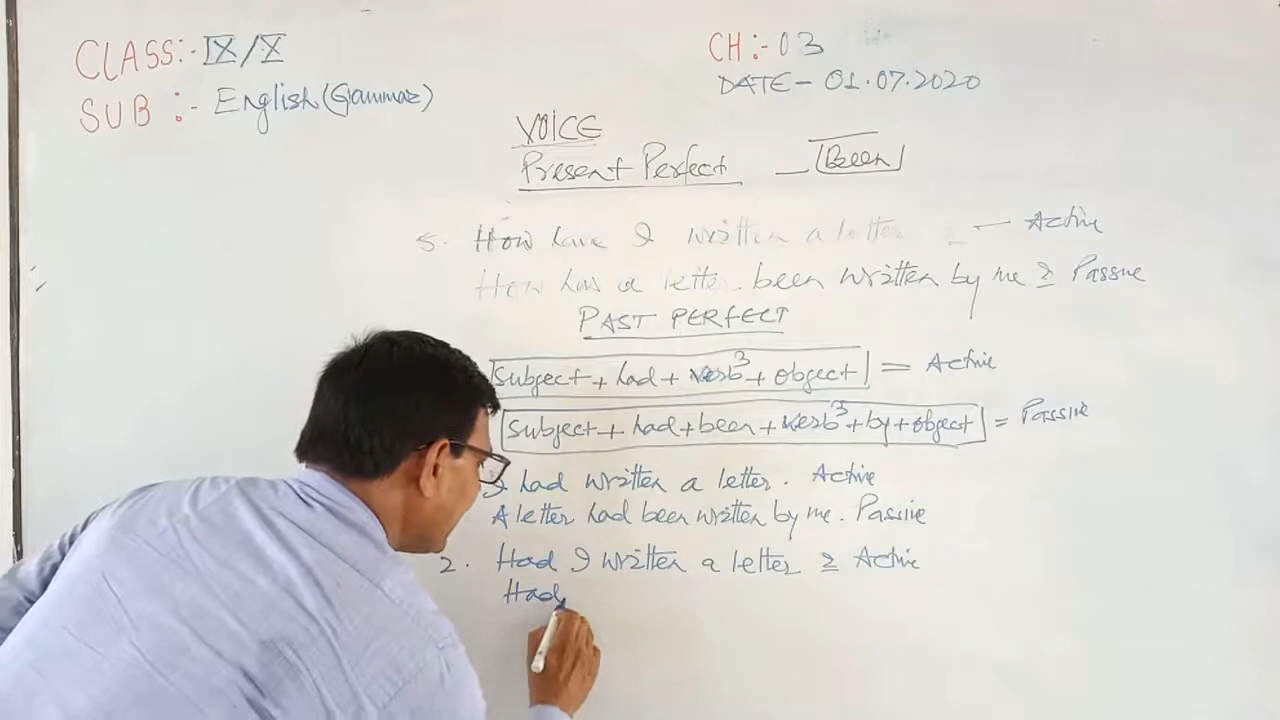 CLASS:- IX/X
CH:- 03
SUB :- English(Grammar)
DATE - 01.07.2020
VOICE
Present Perfect - Been
5. How have I written a letter ? - Active
How has a letter been written by me ? Passive
PAST PERFECT
Subject + had + verb³ + object = Active
Subject + had + been + verb³ + by + object = Passive
I had written a letter. Active
A letter had been written by me. Passive
2. Had I written a letter ? Active
Had